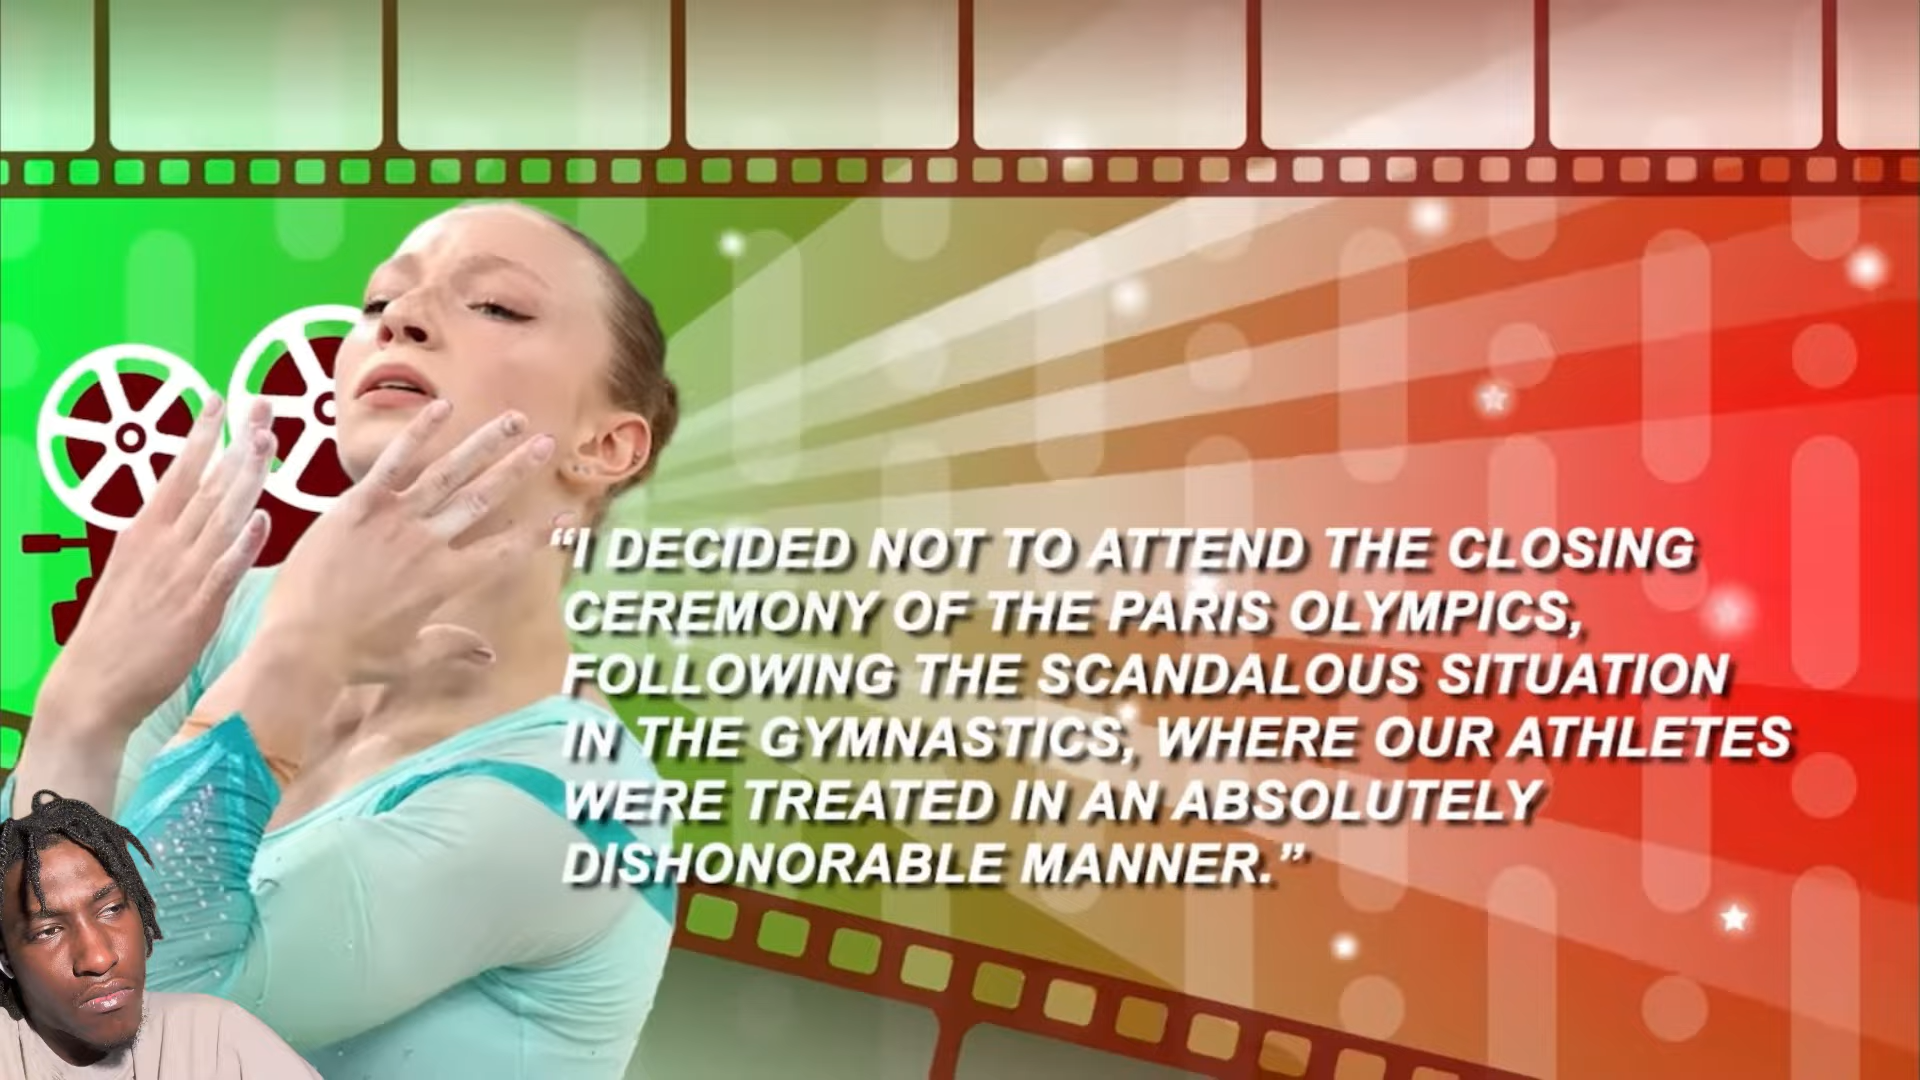 “I DECIDED NOT TO ATTEND THE CLOSING
CEREMONY OF THE PARIS OLYMPICS,
FOLLOWING THE SCANDALOUS SITUATION
IN THE GYMNASTICS, WHERE OUR ATHLETES
WERE TREATED IN AN ABSOLUTELY
DISHONORABLE MANNER.”